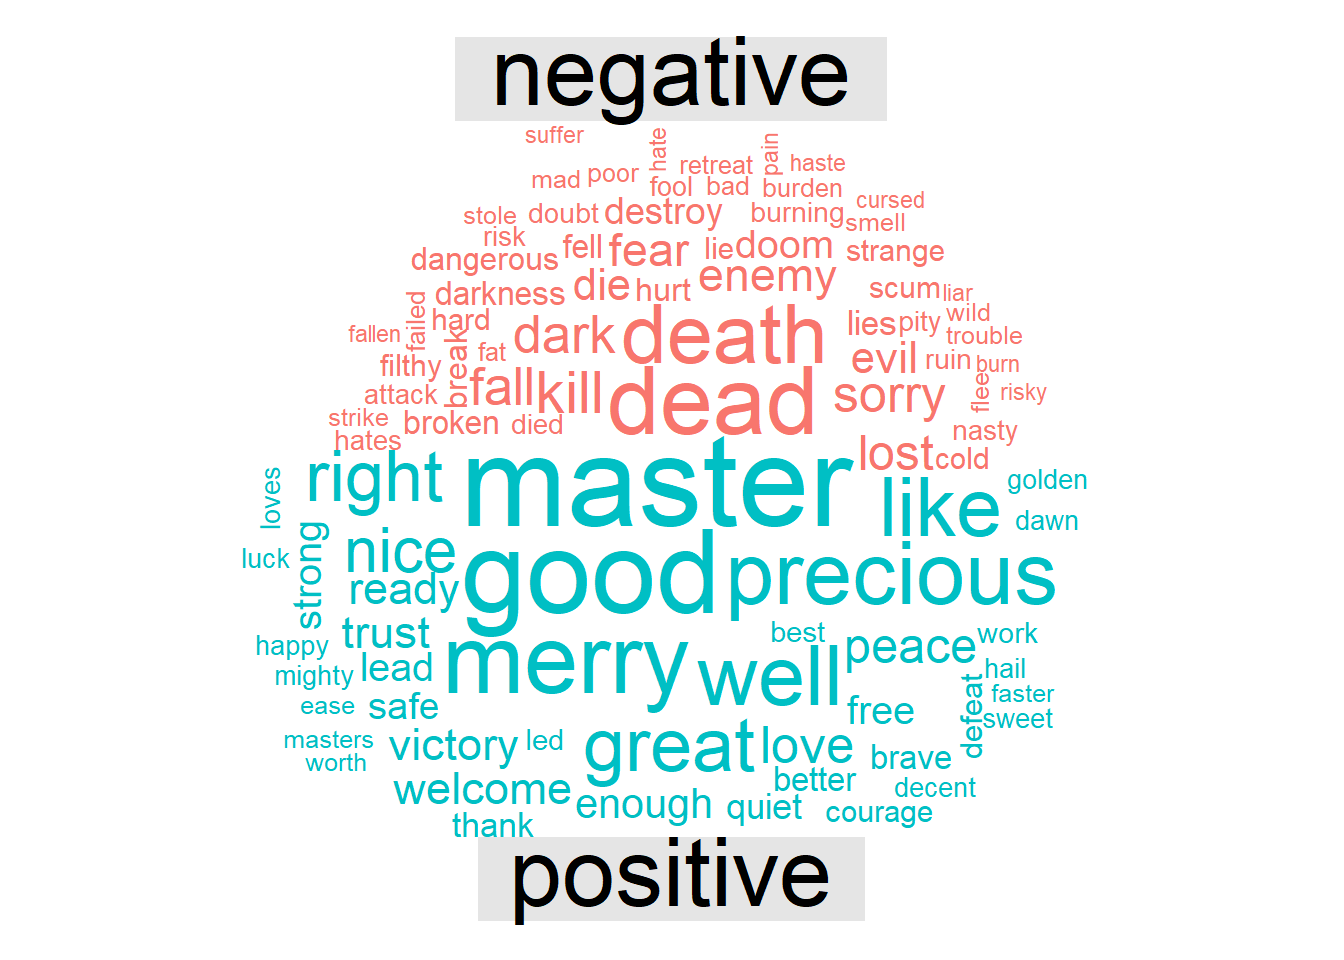 negative
suffer
hate
pain
mad
poor
retreat
haste
fool
bad
burden
cursed
stole
doubt
destroy
burning
smell
risk
dangerous
fell
fear
lie
doom
strange
darkness
die
hurt
enemy
scum
liar
fallen
failed
hard
dark
death
lies
pity
wild
trouble
filthy
break
fat
evil
ruin
burn
attack
fall
kill
dead
sorry
flee
risky
strike
hates
broken
died
lost
cold
nasty
loves
right
master
like
golden
dawn
luck
strong
nice
good
precious
ready
happy
trust
merry
well
best
peace
work
mighty
lead
hail
ease
safe
free
defeat
faster
sweet
masters
worth
victory
led
great
love
brave
better
decent
welcome
enough
quiet
courage
thank
positive